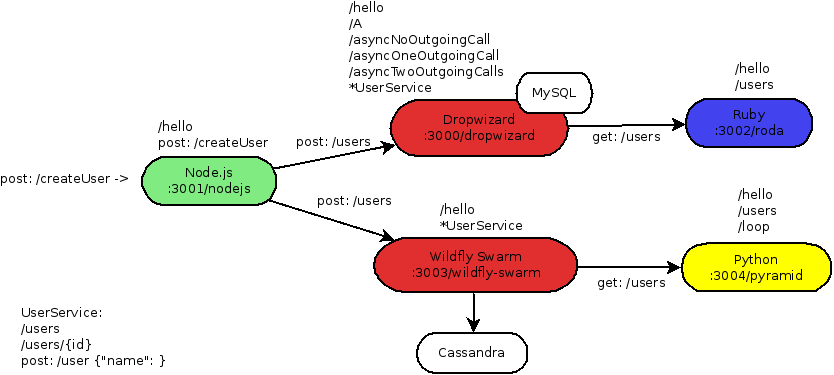 /hello
/A
/asyncNoOutgoingCall
/asyncOneOutgoingCall
/asyncTwoOutgoingCalls
*UserService
MySQL
/hello
/users
Dropwizard
:3000/dropwizard
Ruby
:3002/roda
get: /users
/hello
post: /createUser
post: /users
post: /createUser ->
Node.js
:3001/nodejs
post: /users
/hello
*UserService
/hello
/users
/loop
Wildfly Swarm
:3003/wildfly-swarm
Python
:3004/pyramid
get: /users
UserService:
/users
/users/{id}
post: /user {"name": }
Cassandra